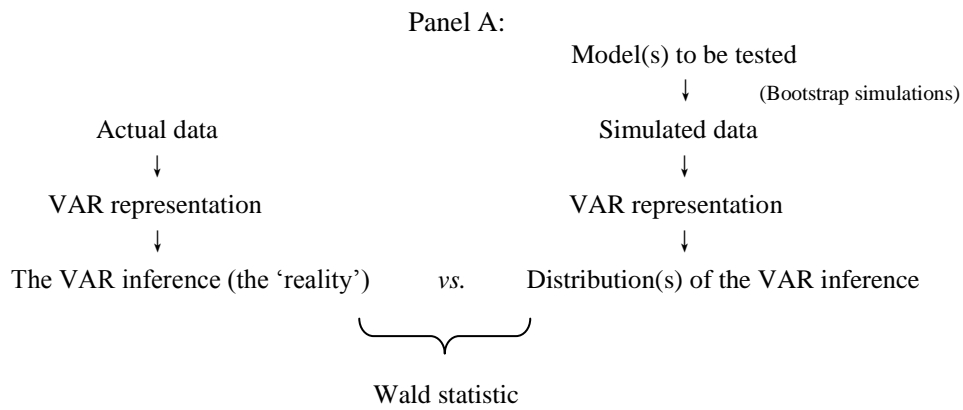 Panel A:
Model(s) to be tested
(Bootstrap simulations)
Actual data
Simulated data
VAR representation
VAR representation
The VAR inference (the ‘reality’) vs. Distribution(s) of the VAR inference
Wald statistic